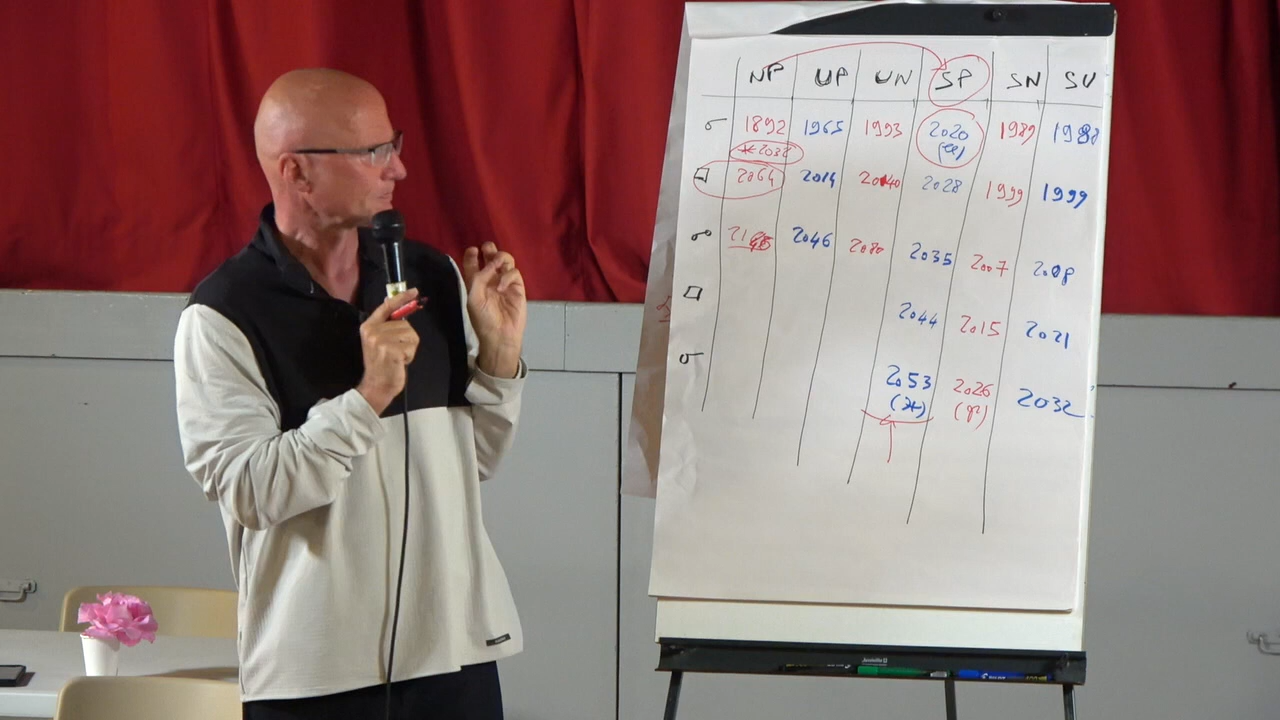 NP UP UN SP SN SU
☌ 1892 1965 1993 2020 1989 1988
*2032 (♑)
□ 2064 2014 2040 2028 1999 1999
☍ 2046 2080 2035 2007 2008
□ 2044 2015 2021
☌ 2053 2026 2032
(♓) (♈)